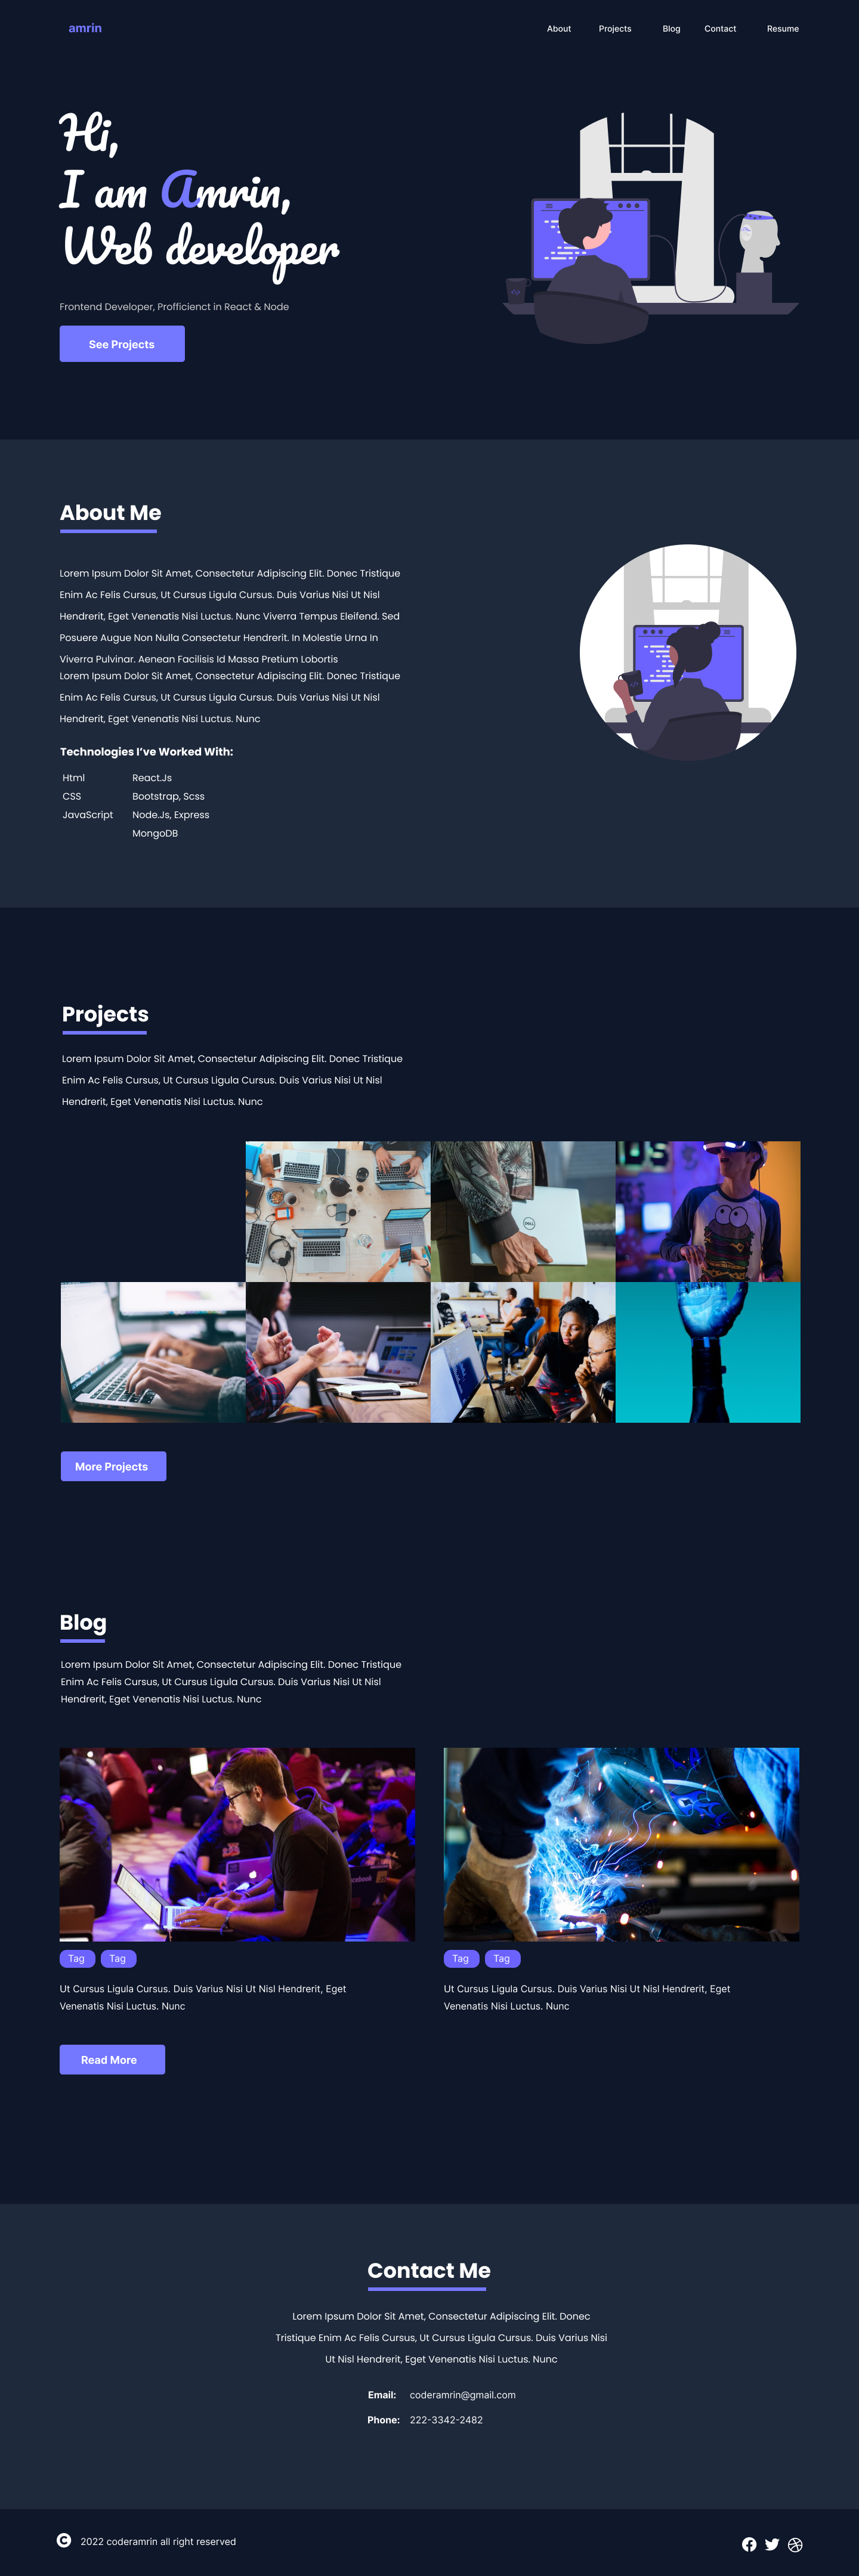 amrin
About Projects Blog Contact Resume
Hi,
I am Amrin,
Web developer
Frontend Developer, Profficienct in React & Node
See Projects
About Me
Lorem Ipsum Dolor Sit Amet, Consectetur Adipiscing Elit. Donec Tristique
Enim Ac Felis Cursus, Ut Cursus Ligula Cursus. Duis Varius Nisi Ut Nisl
Hendrerit, Eget Venenatis Nisi Luctus. Nunc Viverra Tempus Eleifend. Sed
Posuere Augue Non Nulla Consectetur Hendrerit. In Molestie Urna In
Viverra Pulvinar. Aenean Facilisis Id Massa Pretium Lobortis
Lorem Ipsum Dolor Sit Amet, Consectetur Adipiscing Elit. Donec Tristique
Enim Ac Felis Cursus, Ut Cursus Ligula Cursus. Duis Varius Nisi Ut Nisl
Hendrerit, Eget Venenatis Nisi Luctus. Nunc
Technologies I've Worked With:
Html React.Js
CSS Bootstrap, Scss
JavaScript Node.Js, Express
MongoDB
Projects
Lorem Ipsum Dolor Sit Amet, Consectetur Adipiscing Elit. Donec Tristique
Enim Ac Felis Cursus, Ut Cursus Ligula Cursus. Duis Varius Nisi Ut Nisl
Hendrerit, Eget Venenatis Nisi Luctus. Nunc
DELL
More Projects
Blog
Lorem Ipsum Dolor Sit Amet, Consectetur Adipiscing Elit. Donec Tristique
Enim Ac Felis Cursus, Ut Cursus Ligula Cursus. Duis Varius Nisi Ut Nisl
Hendrerit, Eget Venenatis Nisi Luctus. Nunc
facebook
Tag Tag
Ut Cursus Ligula Cursus. Duis Varius Nisi Ut Nisl Hendrerit, Eget
Venenatis Nisi Luctus. Nunc
Tag Tag
Ut Cursus Ligula Cursus. Duis Varius Nisi Ut Nisl Hendrerit, Eget
Venenatis Nisi Luctus. Nunc
Read More
Contact Me
Lorem Ipsum Dolor Sit Amet, Consectetur Adipiscing Elit. Donec
Tristique Enim Ac Felis Cursus, Ut Cursus Ligula Cursus. Duis Varius Nisi
Ut Nisl Hendrerit, Eget Venenatis Nisi Luctus. Nunc
Email: coderamrin@gmail.com
Phone: 222-3342-2482
© 2022 coderamrin all right reserved